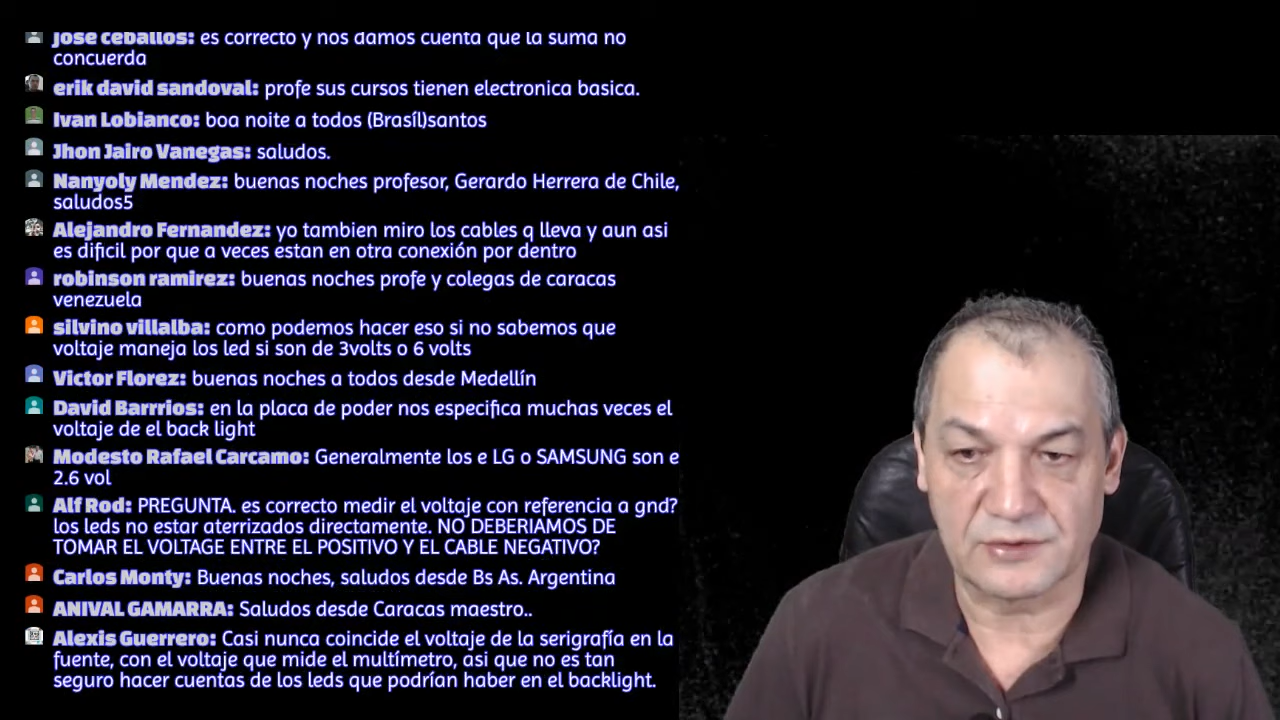 jose ceballos: es correcto y nos damos cuenta que la suma no
concuerda
erik david sandoval: profe sus cursos tienen electronica basica.
Ivan Lobianco: boa noite a todos (Brasíl)santos
Jhon Jairo Vanegas: saludos.
Nanyoly Mendez: buenas noches profesor, Gerardo Herrera de Chile,
saludos5
Alejandro Fernandez: yo tambien miro los cables q lleva y aun asi
es dificil por que a veces estan en otra conexión por dentro
robinson ramirez: buenas noches profe y colegas de caracas
venezuela
silvino villalba: como podemos hacer eso si no sabemos que
voltaje maneja los led si son de 3volts o 6 volts
Victor Florez: buenas noches a todos desde Medellín
David Barrrios: en la placa de poder nos especifica muchas veces el
voltaje de el back light
Modesto Rafael Carcamo: Generalmente los e LG o SAMSUNG son e
2.6 vol
Alf Rod: PREGUNTA. es correcto medir el voltaje con referencia a gnd?
los leds no estar aterrizados directamente. NO DEBERIAMOS DE
TOMAR EL VOLTAGE ENTRE EL POSITIVO Y EL CABLE NEGATIVO?
Carlos Monty: Buenas noches, saludos desde Bs As. Argentina
ANIVAL GAMARRA: Saludos desde Caracas maestro..
Alexis Guerrero: Casi nunca coincide el voltaje de la serigrafía en la
fuente, con el voltaje que mide el multímetro, asi que no es tan
seguro hacer cuentas de los leds que podrían haber en el backlight.